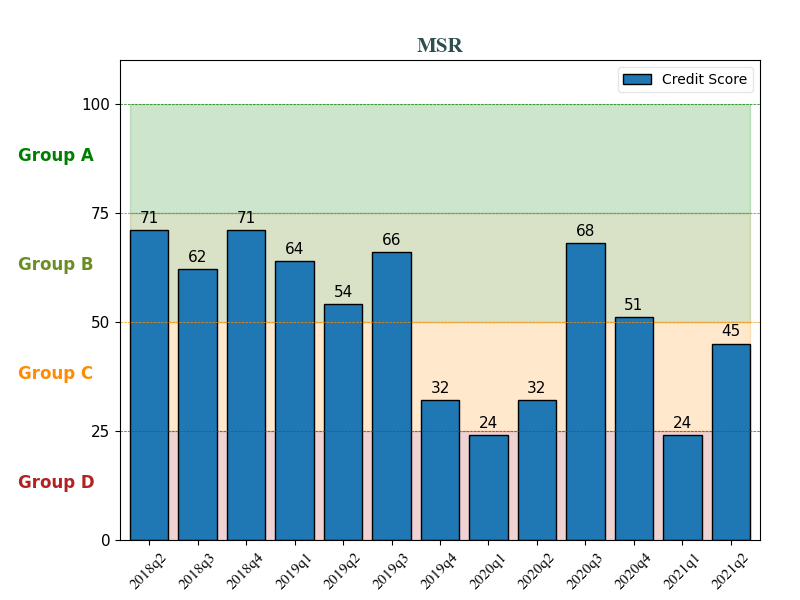 MSR
Credit Score
100
Group A
75
71
62
71
64
54
66
32
24
32
68
51
24
45
Group B
50
Group C
25
Group D
0
2018q2
2018q3
2018q4
2019q1
2019q2
2019q3
2019q4
2020q1
2020q2
2020q3
2020q4
2021q1
2021q2